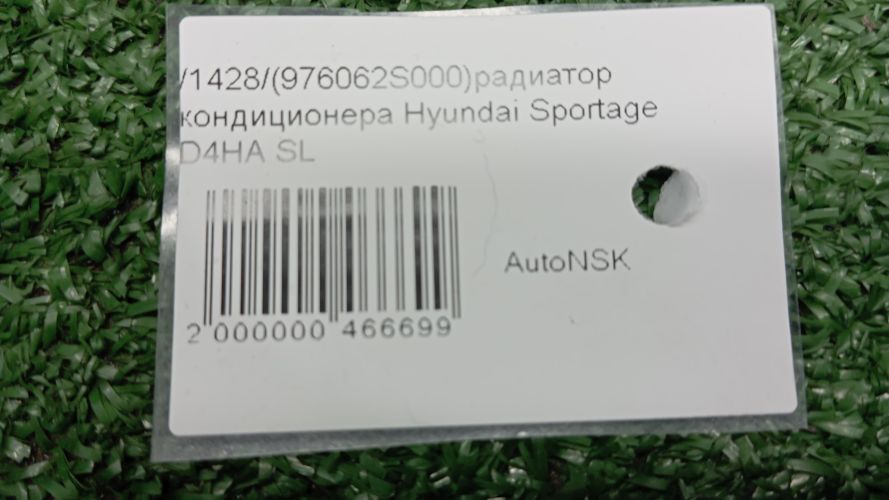 /1428/(976062S000)радиатор
кондиционера Hyundai Sportage
D4HA SL
AutoNSK
2 000000 466699